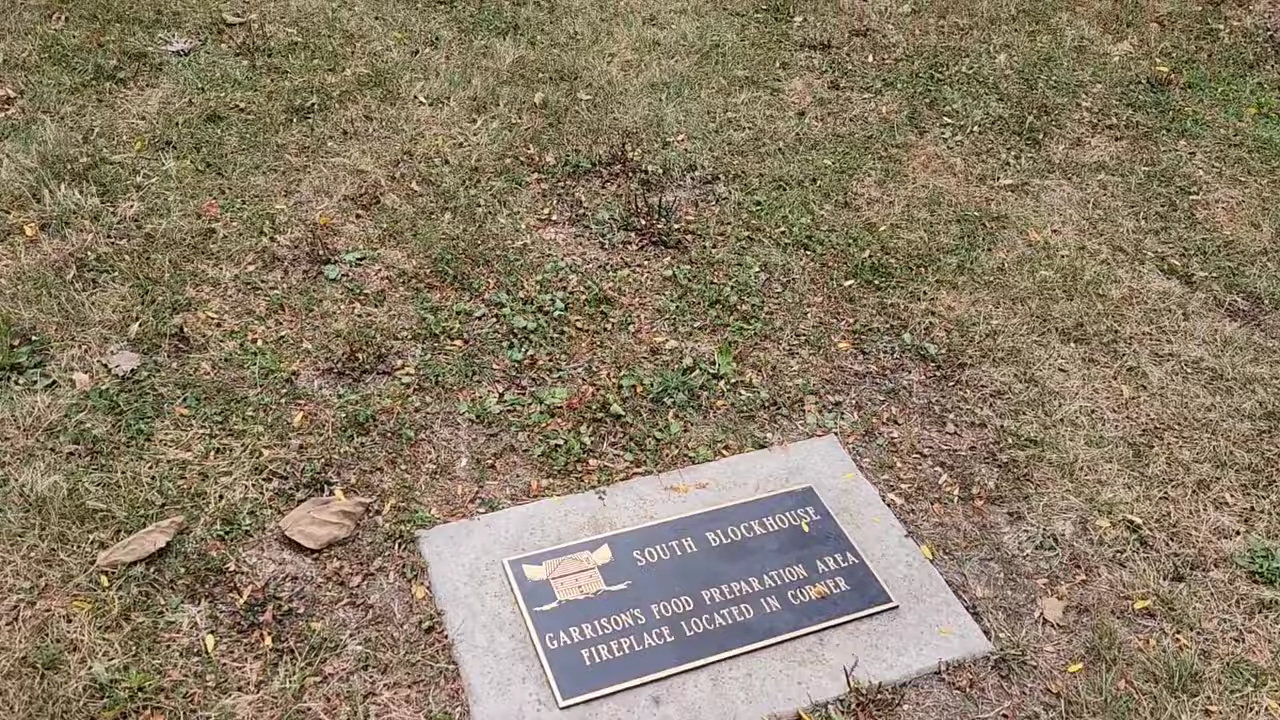 SOUTH BLOCKHOUSE
GARRISON'S FOOD PREPARATION AREA
FIREPLACE LOCATED IN CORNER